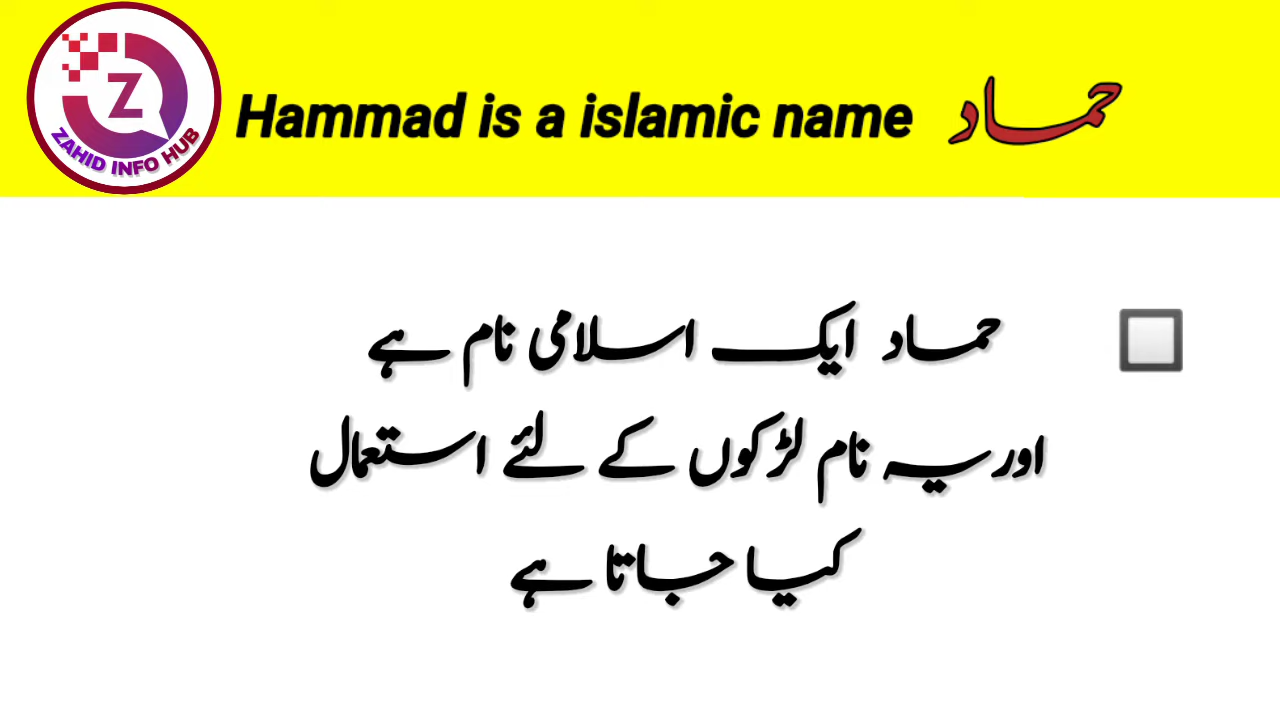 Z
ZAHID INFO HUB
Hammad is a islamic name حماد
حماد ایک اسلامی نام ہے
اور یہ نام لڑکوں کے لئے استعمال
کیا جاتا ہے